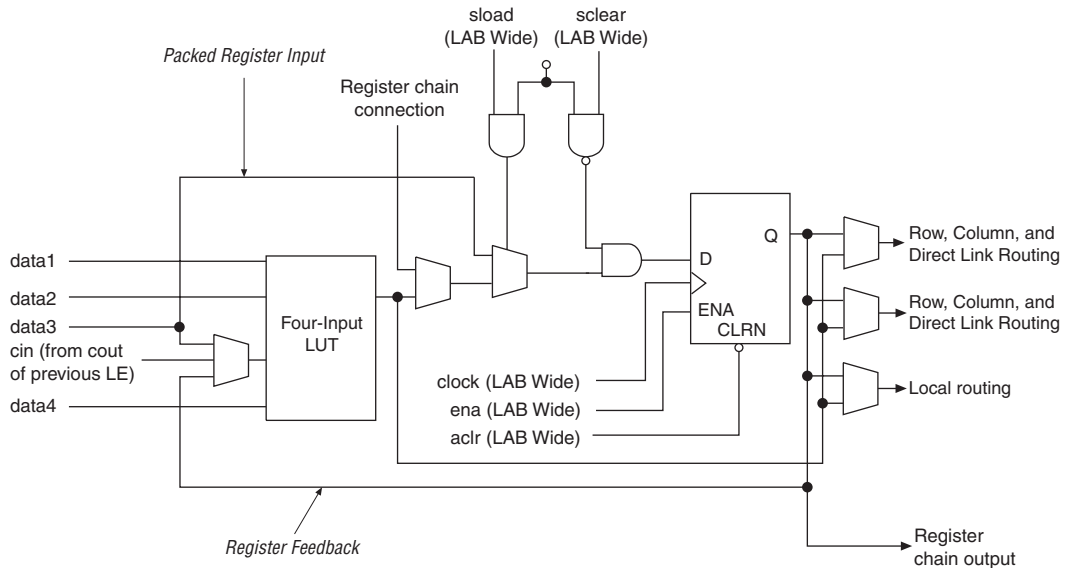 sload
(LAB Wide)
sclear
(LAB Wide)
Packed Register Input
Register chain
connection
data1
data2
data3
cin (from cout
of previous LE)
data4
Four-Input
LUT
D
Q
ENA
CLRN
clock (LAB Wide)
ena (LAB Wide)
aclr (LAB Wide)
Row, Column, and
Direct Link Routing
Row, Column, and
Direct Link Routing
Local routing
Register Feedback
Register
chain output